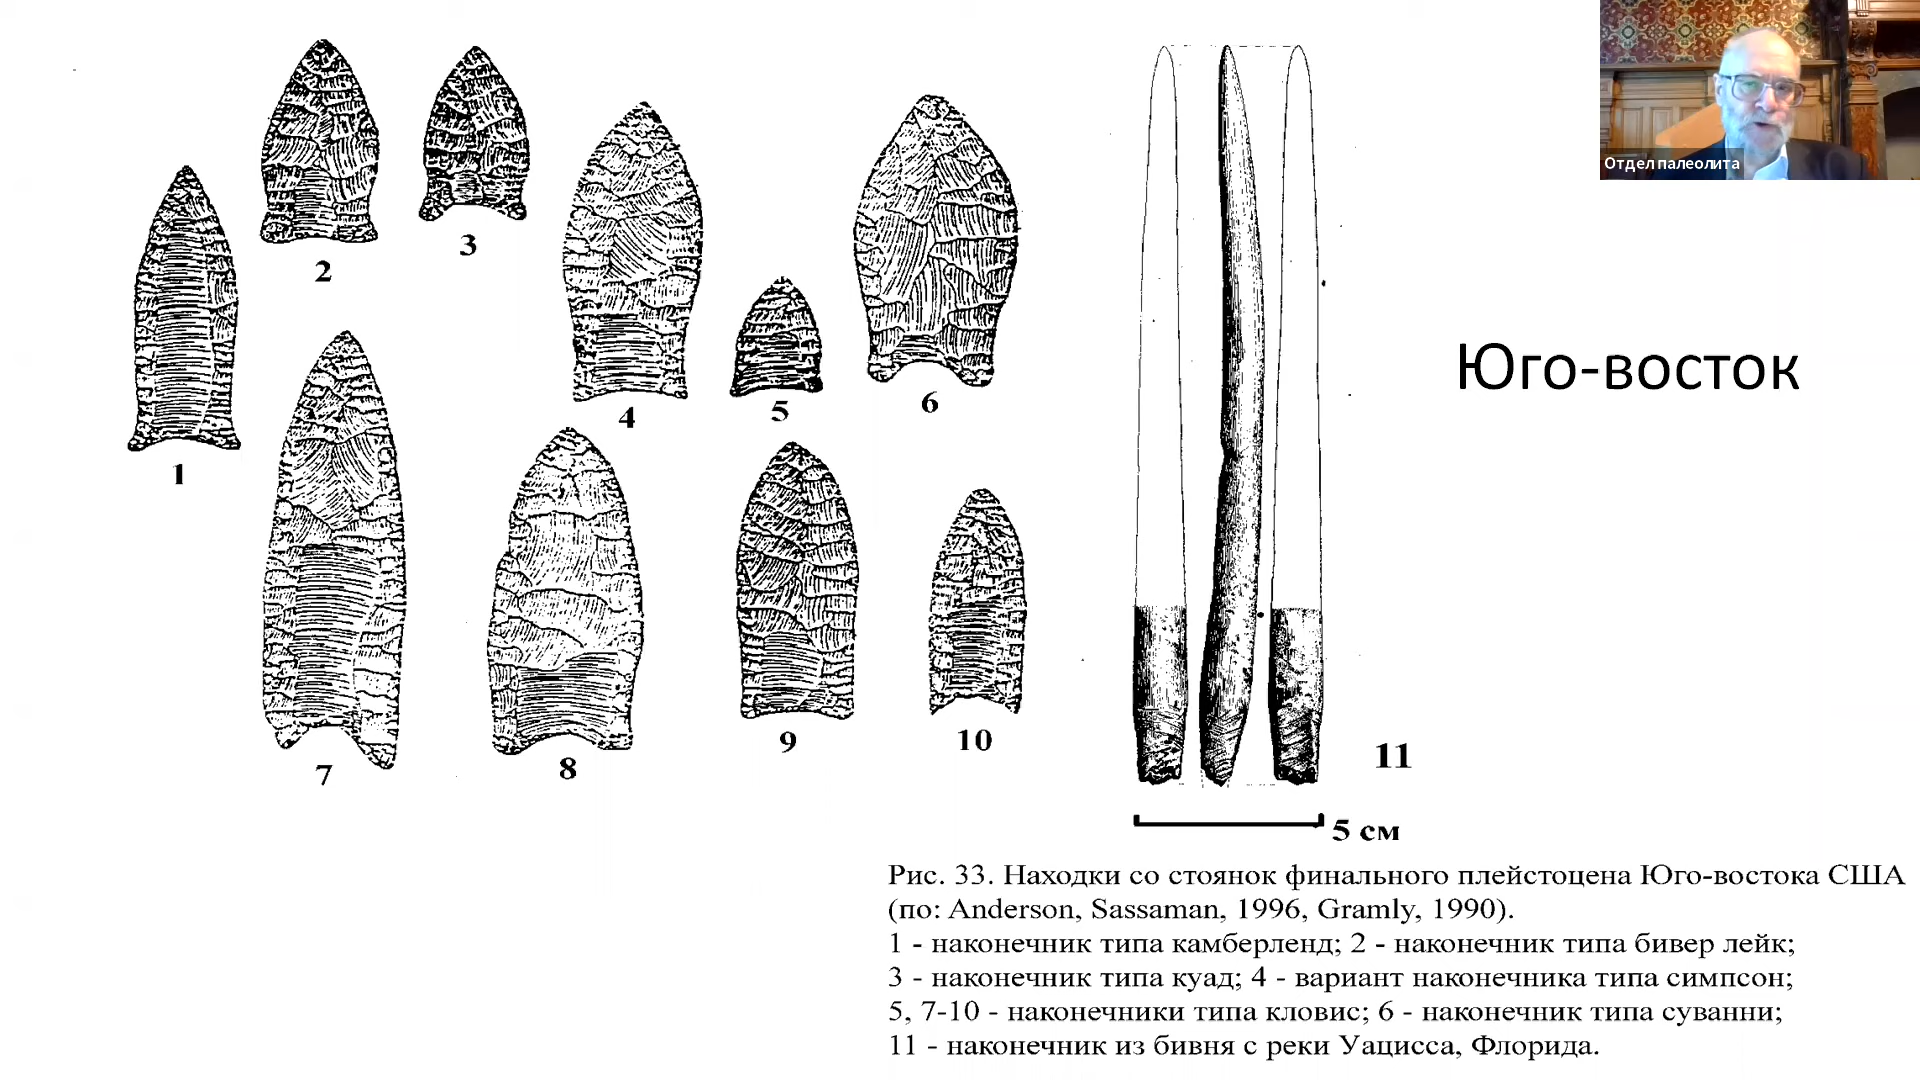 Отдел палеолита
Юго-восток
1
2
3
4
5
6
7
8
9
10
11
5 см
Рис. 33. Находки со стоянок финального плейстоцена Юго-востока США
(по: Anderson, Sassaman, 1996, Gramly, 1990).
1 - наконечник типа камберленд; 2 - наконечник типа бивер лейк;
3 - наконечник типа куад; 4 - вариант наконечника типа симпсон;
5, 7-10 - наконечники типа кловис; 6 - наконечник типа суванни;
11 - наконечник из бивня с реки Уацисса, Флорида.